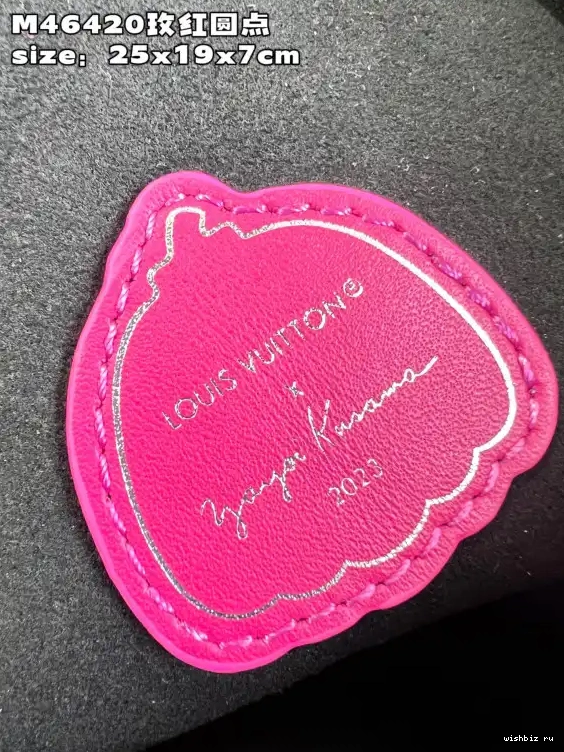 M46420玫红圆点
size：25x19x7cm
LOUIS VUITTON®
x
Yayoi Kusama
2023
wishbiz ru